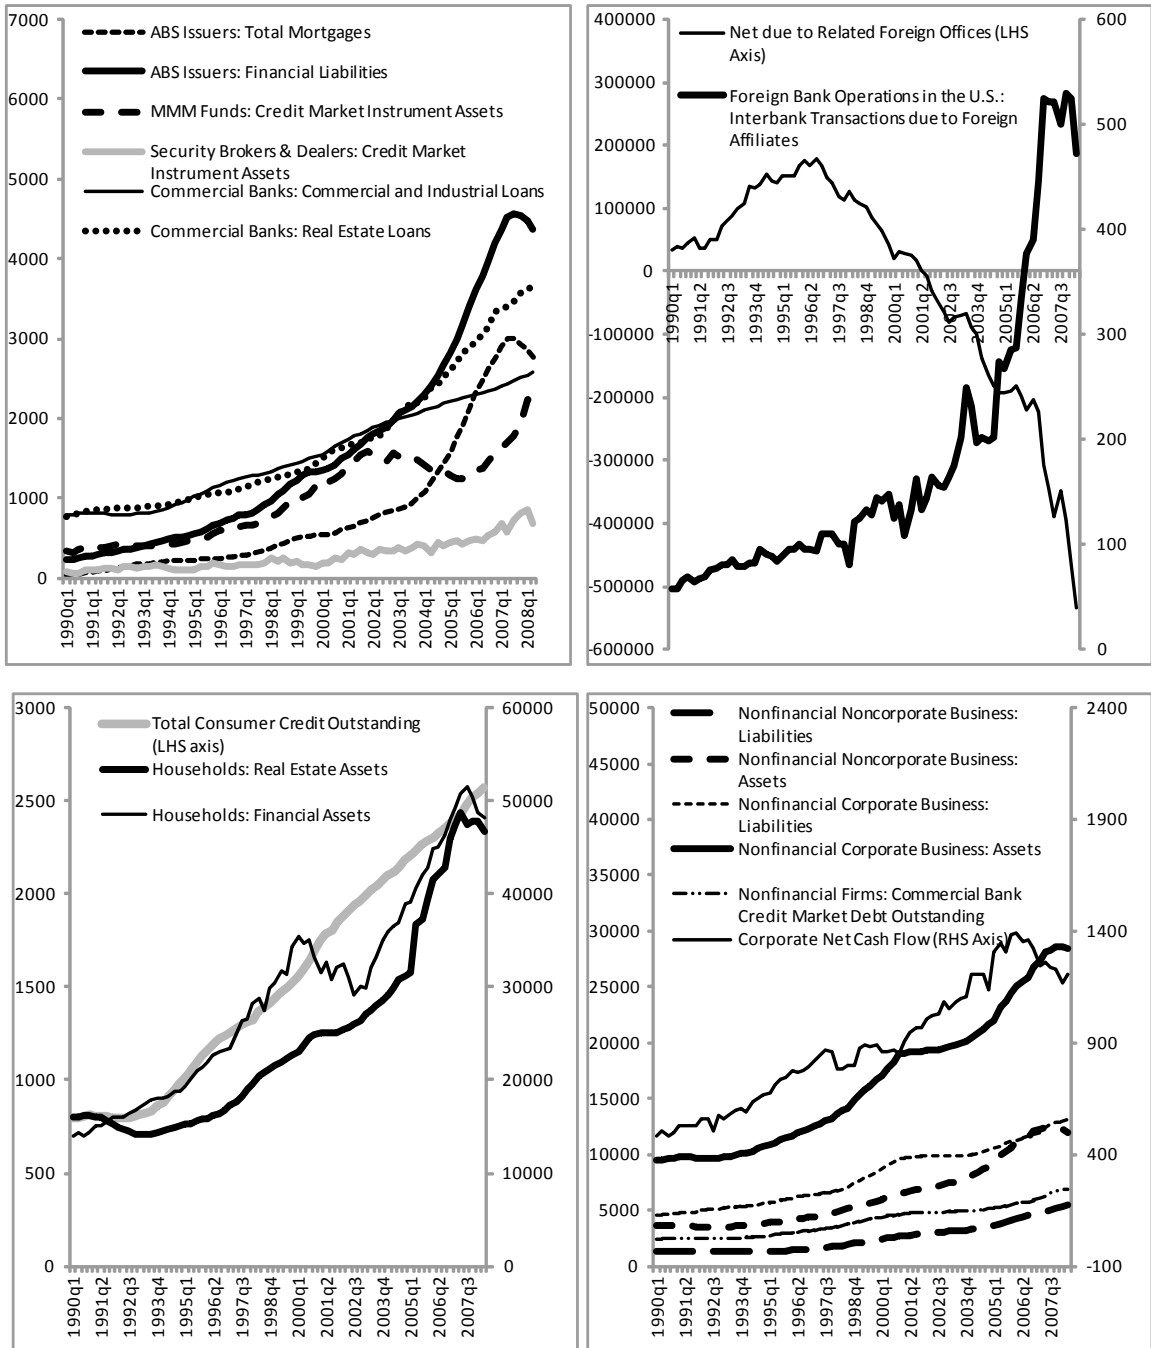 7000
6000
5000
4000
3000
2000
1000
0
ABS Issuers: Total Mortgages
ABS Issuers: Financial Liabilities
MMM Funds: Credit Market Instrument Assets
Security Brokers & Dealers: Credit Market
Instrument Assets
Commercial Banks: Commercial and Industrial Loans
Commercial Banks: Real Estate Loans
1990q1
1991q1
1992q1
1993q1
1994q1
1995q1
1996q1
1997q1
1998q1
1999q1
2000q1
2001q1
2002q1
2003q1
2004q1
2005q1
2006q1
2007q1
2008q1
400000
300000
200000
100000
0
-100000
-200000
-300000
-400000
-500000
-600000
Net due to Related Foreign Offices (LHS
Axis)
Foreign Bank Operations in the U.S.:
Interbank Transactions due to Foreign
Affiliates
600
500
400
300
200
100
0
1990q1
1991q2
1992q3
1993q4
1995q1
1996q2
1997q3
1998q4
2000q1
2001q2
2002q3
2003q4
2005q1
2006q2
2007q3
3000
2500
2000
1500
1000
500
0
Total Consumer Credit Outstanding
(LHS axis)
Households: Real Estate Assets
Households: Financial Assets
60000
50000
40000
30000
20000
10000
0
1990q1
1991q2
1992q3
1993q4
1995q1
1996q2
1997q3
1998q4
2000q1
2001q2
2002q3
2003q4
2005q1
2006q2
2007q3
50000
45000
40000
35000
30000
25000
20000
15000
10000
5000
0
Nonfinancial Noncorporate Business:
Liabilities
Nonfinancial Noncorporate Business:
Assets
Nonfinancial Corporate Business:
Liabilities
Nonfinancial Corporate Business: Assets
Nonfinancial Firms: Commercial Bank
Credit Market Debt Outstanding
Corporate Net Cash Flow (RHS Axis)
2400
1900
1400
900
400
-100
1990q1
1991q2
1992q3
1993q4
1995q1
1996q2
1997q3
1998q4
2000q1
2001q2
2002q3
2003q4
2005q1
2006q2
2007q3